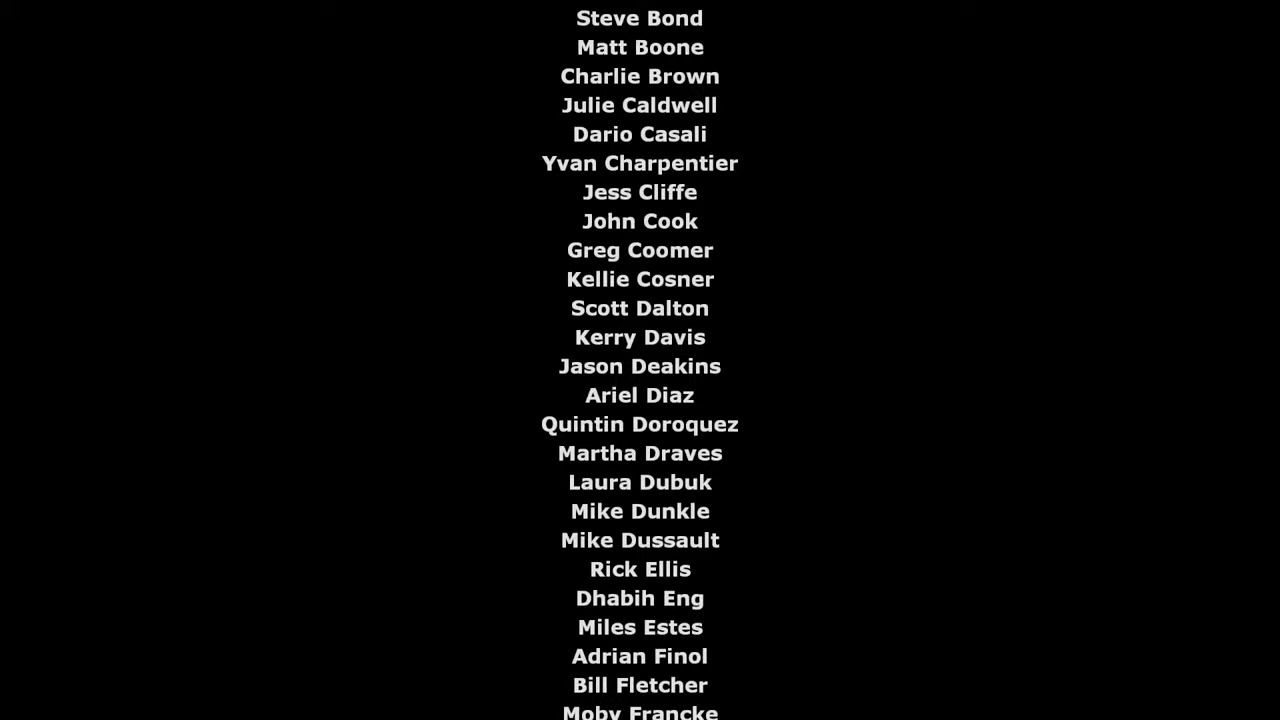 Steve Bond
Matt Boone
Charlie Brown
Julie Caldwell
Dario Casali
Yvan Charpentier
Jess Cliffe
John Cook
Greg Coomer
Kellie Cosner
Scott Dalton
Kerry Davis
Jason Deakins
Ariel Diaz
Quintin Doroquez
Martha Draves
Laura Dubuk
Mike Dunkle
Mike Dussault
Rick Ellis
Dhabih Eng
Miles Estes
Adrian Finol
Bill Fletcher
Moby Francke